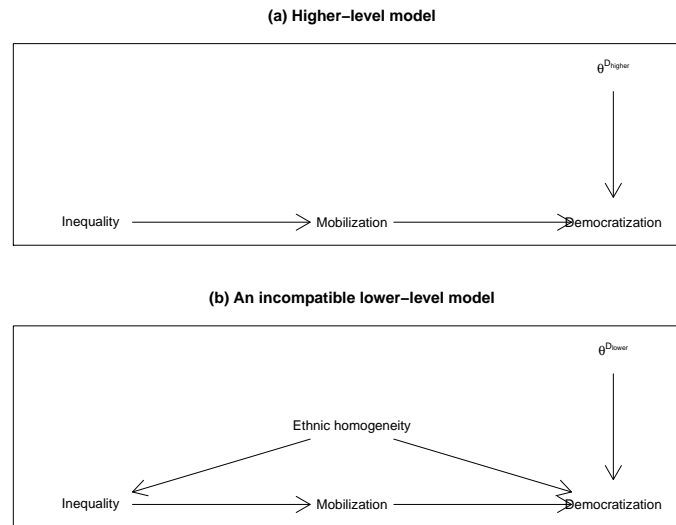 (a) Higher−level model
θ^D_higher
Inequality Mobilization Democratization
(b) An incompatible lower−level model
θ^D_lower
Ethnic homogeneity
Inequality Mobilization Democratization